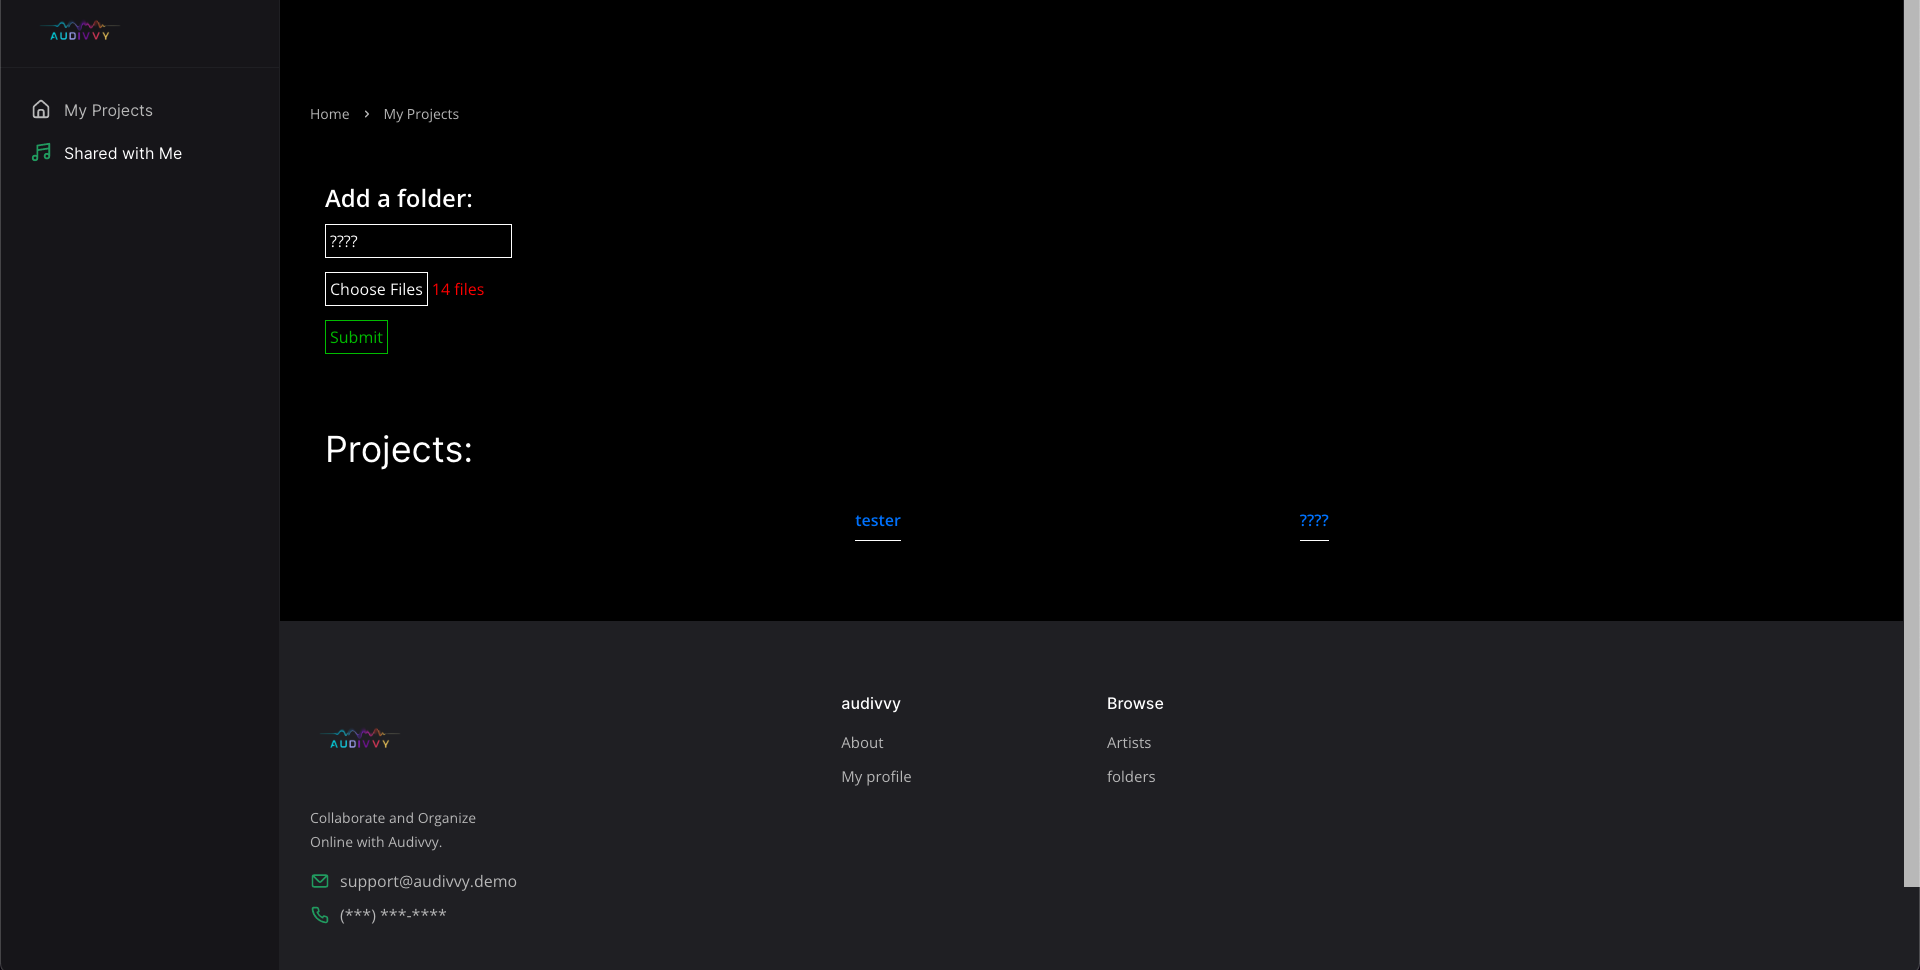 AUDIVVY
My Projects
Shared with Me
Home > My Projects
Add a folder:
????
Choose Files 14 files
Submit
Projects:
tester ????
AUDIVVY
Collaborate and Organize
Online with Audivvy.
support@audivvy.demo
(***) ***-****
audivvy
About
My profile
Browse
Artists
folders